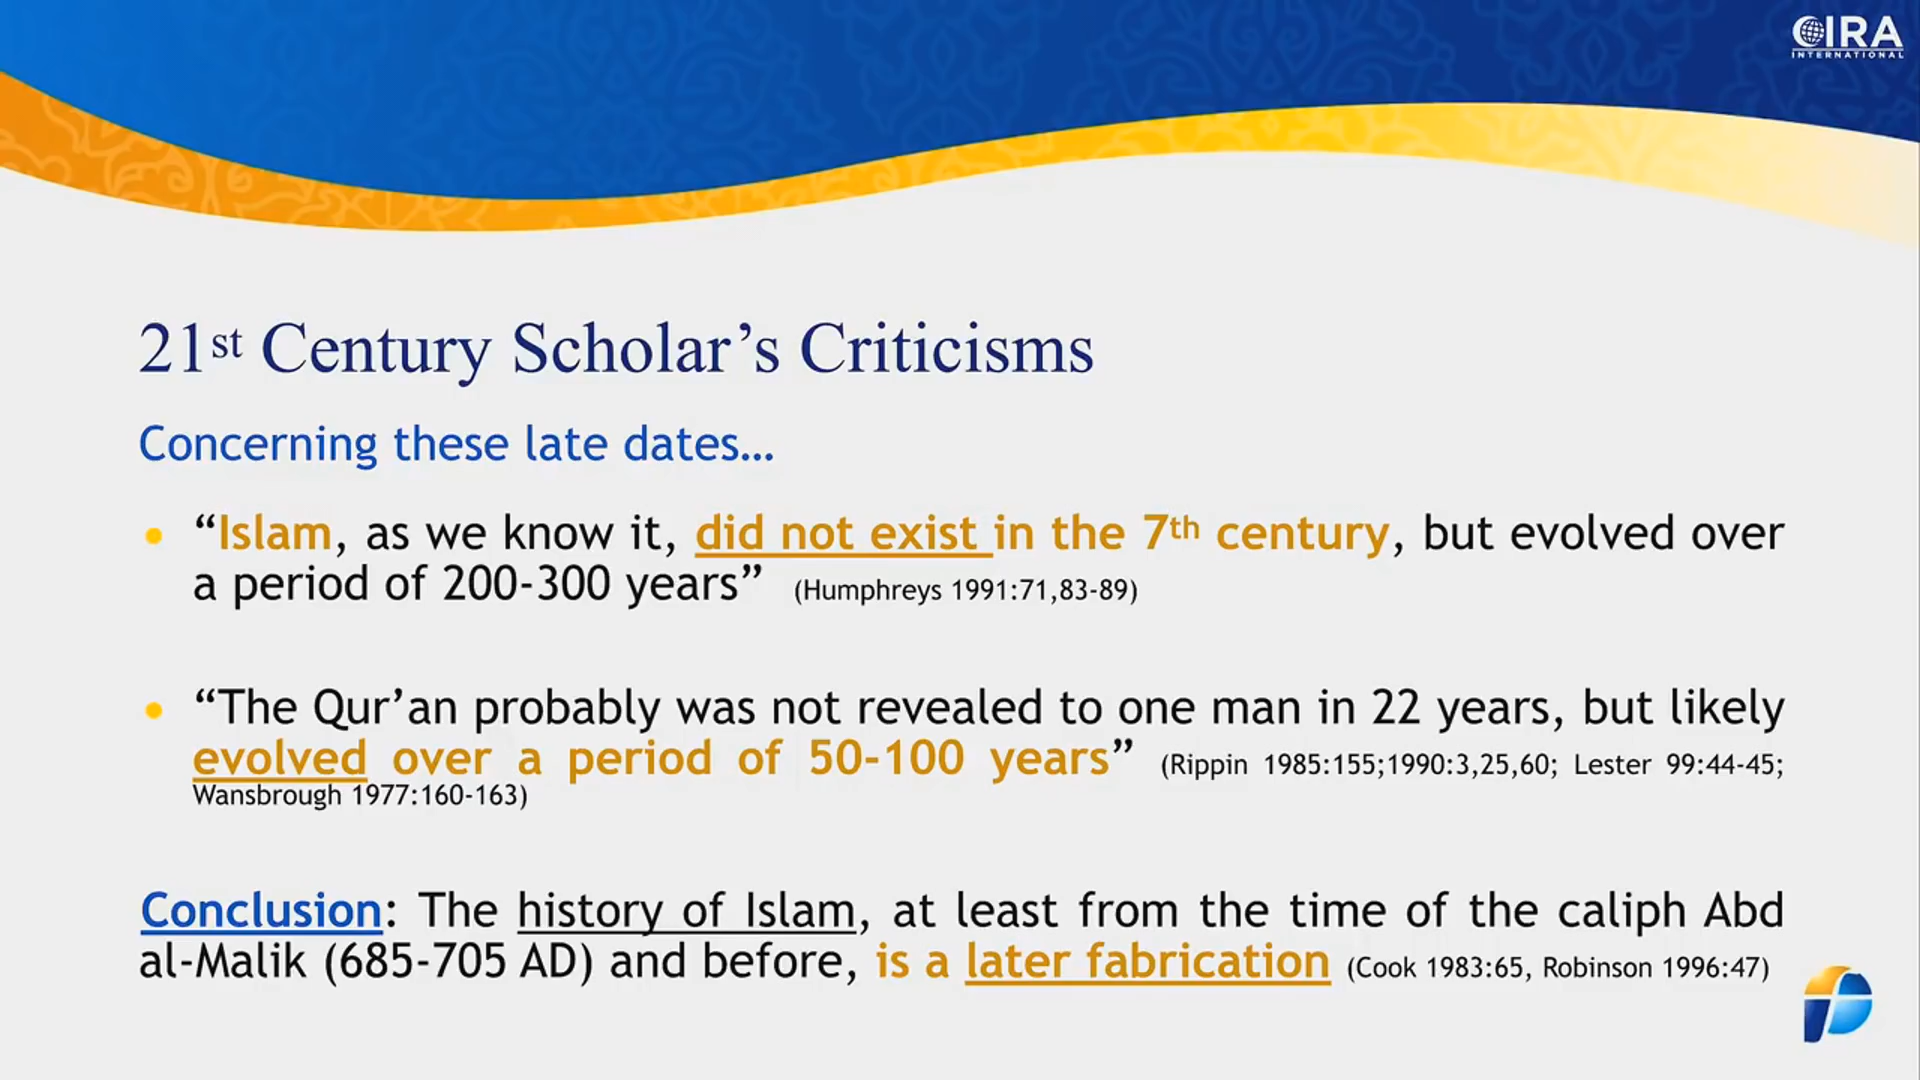 CIRA
INTERNATIONAL
21st Century Scholar’s Criticisms
Concerning these late dates…
“Islam, as we know it, did not exist in the 7th century, but evolved over
a period of 200-300 years” (Humphreys 1991:71,83-89)
“The Qur’an probably was not revealed to one man in 22 years, but likely
evolved over a period of 50-100 years” (Rippin 1985:155;1990:3,25,60; Lester 99:44-45;
Wansbrough 1977:160-163)
Conclusion: The history of Islam, at least from the time of the caliph Abd
al-Malik (685-705 AD) and before, is a later fabrication (Cook 1983:65, Robinson 1996:47)